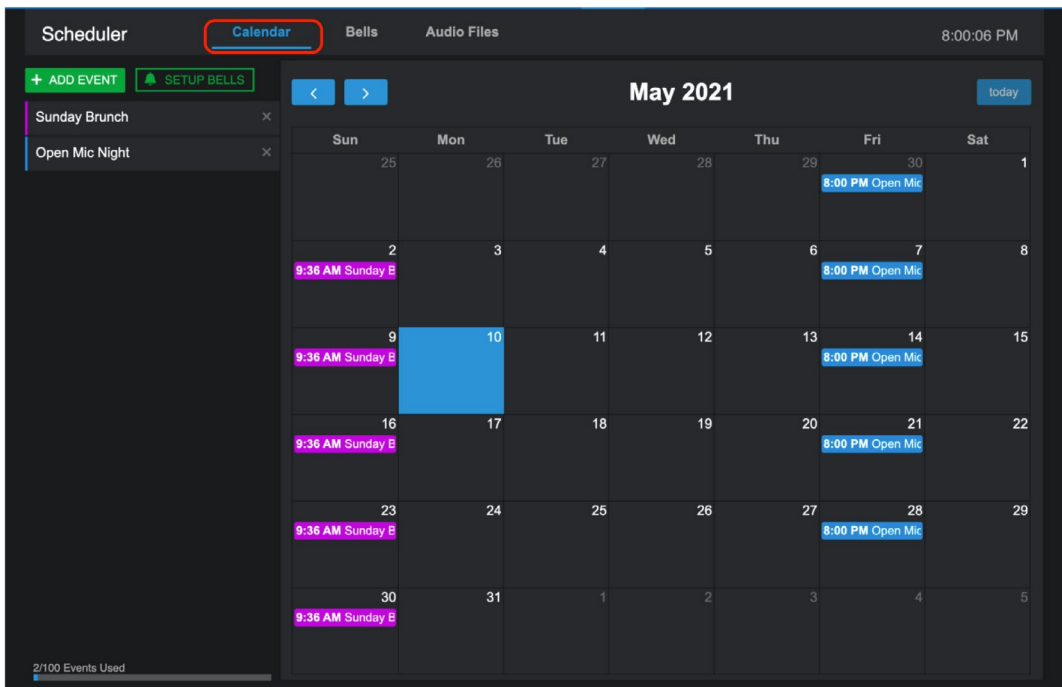 Scheduler Calendar Bells Audio Files 8:00:06 PM
+ ADD EVENT SETUP BELLS
Sunday Brunch ×
Open Mic Night ×
2/100 Events Used
< > May 2021 today
Sun Mon Tue Wed Thu Fri Sat
25 26 27 28 29 30 1
8:00 PM Open Mic
2 3 4 5 6 7 8
9:36 AM Sunday B 8:00 PM Open Mic
9 10 11 12 13 14 15
9:36 AM Sunday B 8:00 PM Open Mic
16 17 18 19 20 21 22
9:36 AM Sunday B 8:00 PM Open Mic
23 24 25 26 27 28 29
9:36 AM Sunday B 8:00 PM Open Mic
30 31 1 2 3 4 5
9:36 AM Sunday B